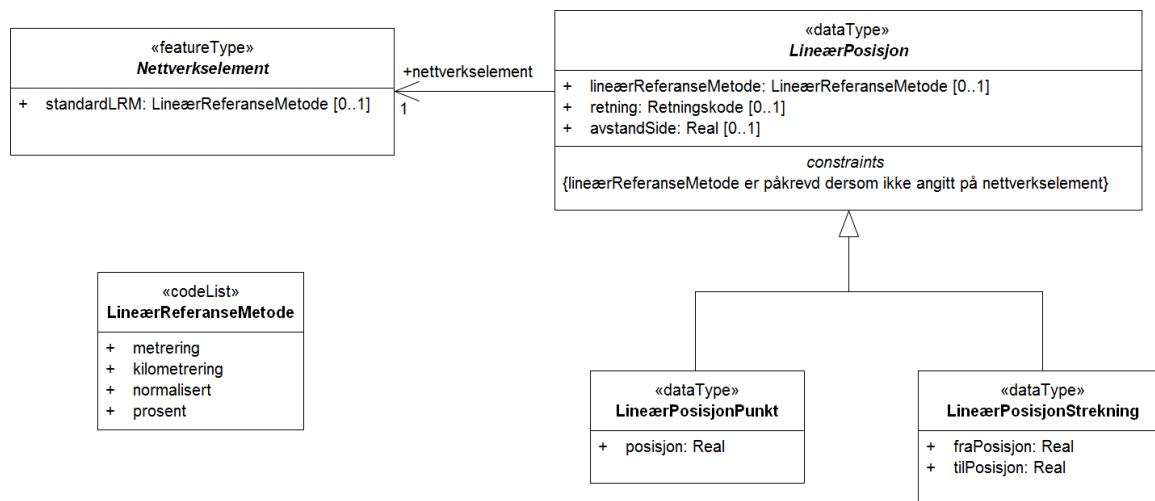 «featureType»
Nettverkselement
+ standardLRM: LineærReferanseMetode [0..1]
+nettverkselement
1
«dataType»
LineærPosisjon
+ lineærReferanseMetode: LineærReferanseMetode [0..1]
+ retning: Retningskode [0..1]
+ avstandSide: Real [0..1]
constraints
{lineærReferanseMetode er påkrevd dersom ikke angitt på nettverkselement}
«codeList»
LineærReferanseMetode
+ metrering
+ kilometrering
+ normalisert
+ prosent
«dataType»
LineærPosisjonPunkt
+ posisjon: Real
«dataType»
LineærPosisjonStrekning
+ fraPosisjon: Real
+ tilPosisjon: Real